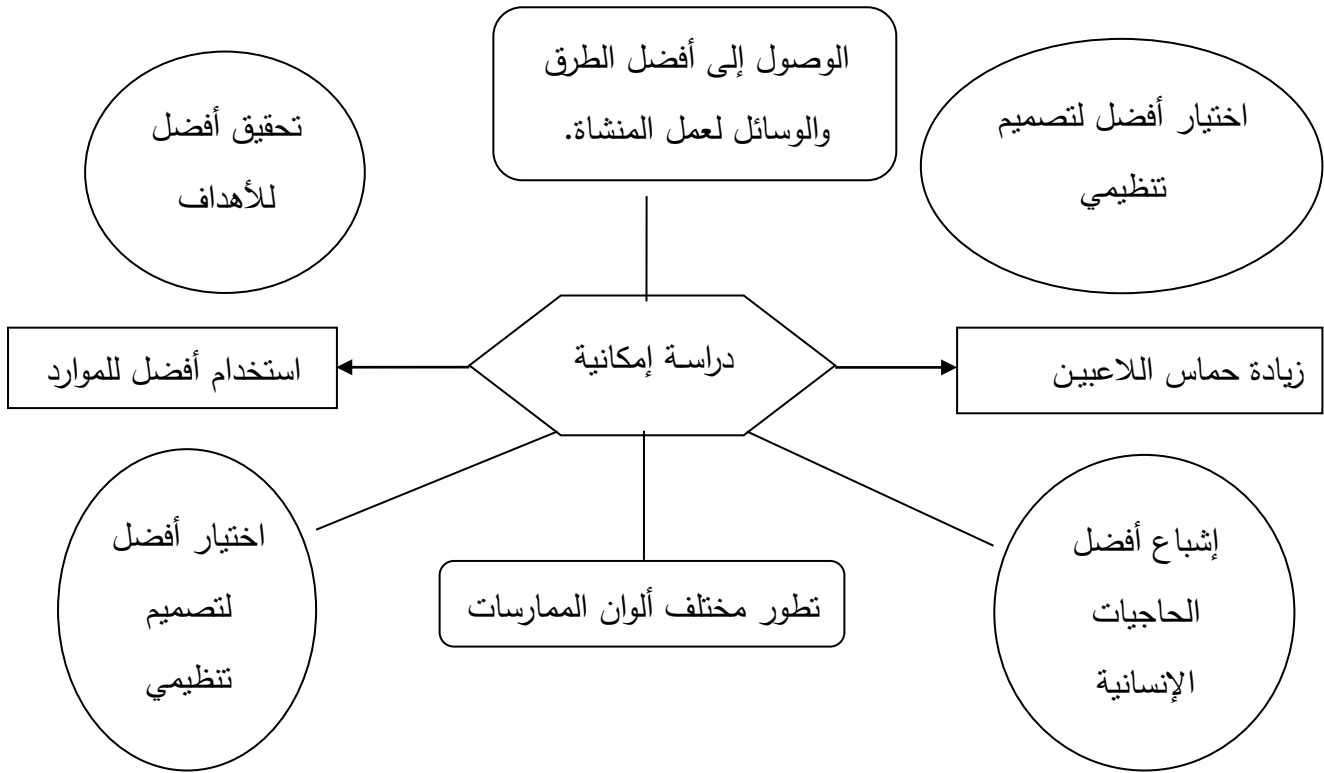 الوصول إلى أفضل الطرق
والوسائل لعمل المنشاة.
اختيار أفضل لتصميم
تنظيمي
تحقيق أفضل
للأهداف
زيادة حماس اللاعبين
دراسة إمكانية
استخدام أفضل للموارد
إشباع أفضل
الحاجيات
الإنسانية
تطور مختلف ألوان الممارسات
اختيار أفضل
لتصميم
تنظيمي